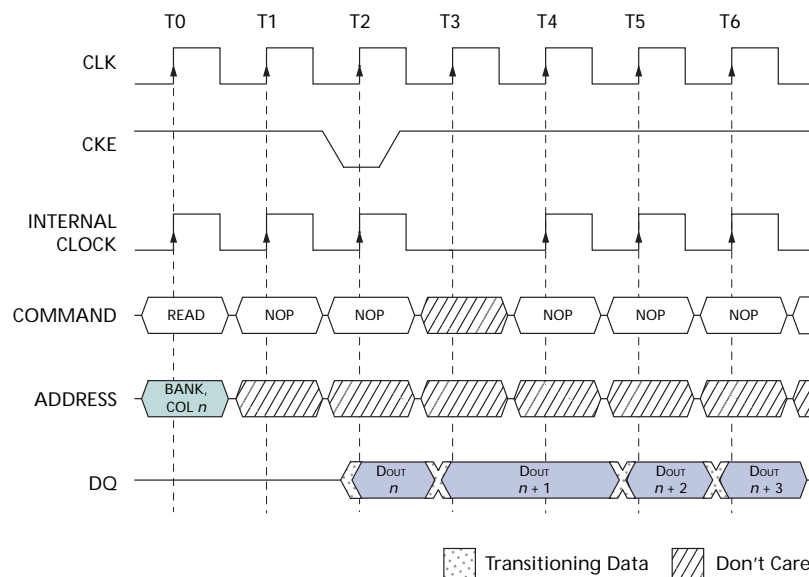 T0 T1 T2 T3 T4 T5 T6
CLK
CKE
INTERNAL
CLOCK
COMMAND READ NOP NOP NOP NOP NOP
ADDRESS BANK,
COL n
DQ DOUT DOUT DOUT DOUT
n n + 1 n + 2 n + 3
Transitioning Data Don't Care